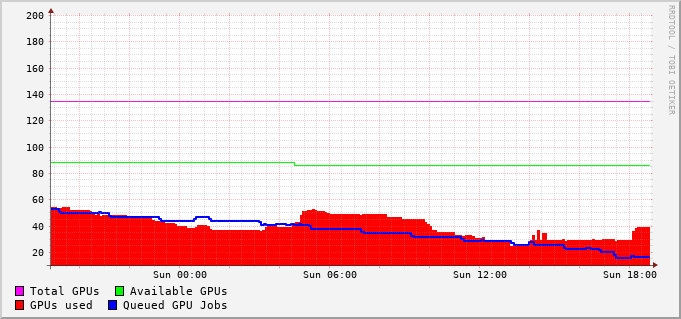 200
180
160
140
120
100
80
60
40
20
Sun 00:00 Sun 06:00 Sun 12:00 Sun 18:00
Total GPUs Available GPUs
GPUs used Queued GPU Jobs
RRDTOOL / TOBI OETIKER